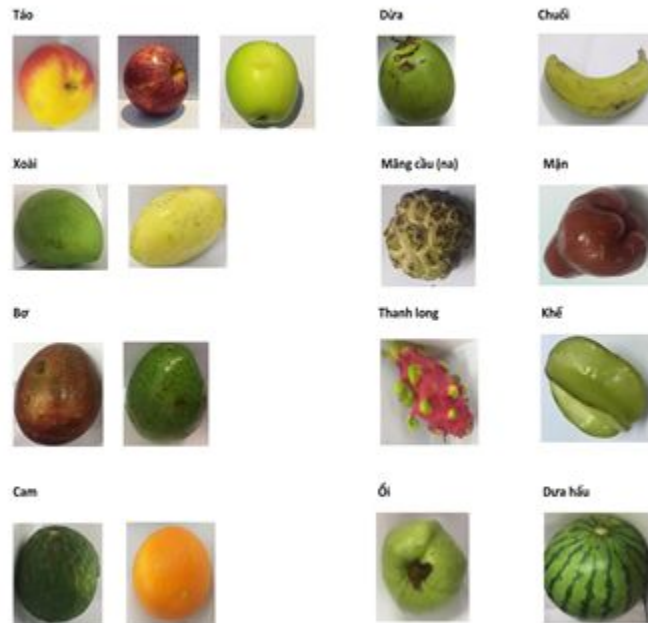 Táo
Dừa
Chuối
Xoài
Mãng cầu (na)
Mận
Bơ
Thanh long
Khế
Cam
Ổi
Dưa hấu